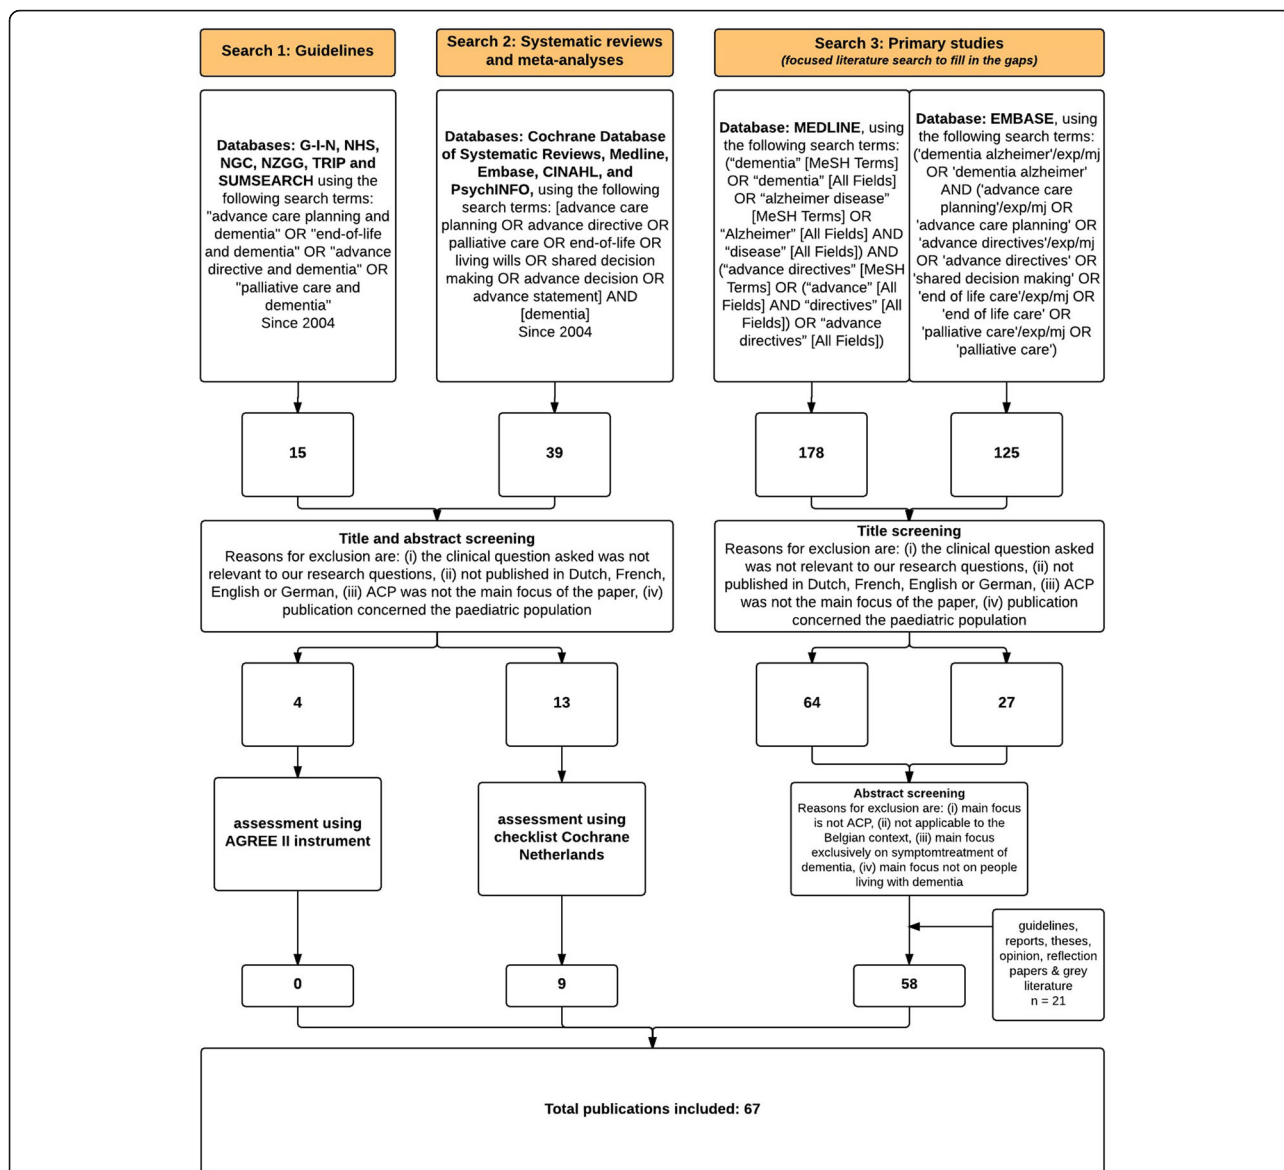 Search 1: Guidelines
Search 2: Systematic reviews
and meta-analyses
Search 3: Primary studies
(focused literature search to fill in the gaps)
Databases: G-I-N, NHS,
NGC, NZGG, TRIP and
SUMSEARCH using the
following search terms:
"advance care planning and
dementia" OR "end-of-life
and dementia" OR "advance
directive and dementia" OR
"palliative care and
dementia"
Since 2004
Databases: Cochrane Database
of Systematic Reviews, Medline,
Embase, CINAHL, and
PsychINFO, using the following
search terms: [advance care
planning OR advance directive OR
palliative care OR end-of-life OR
living wills OR shared decision
making OR advance decision OR
advance statement] AND
[dementia]
Since 2004
Database: MEDLINE, using
the following search terms:
(“dementia” [MeSH Terms]
OR “dementia” [All Fields]
OR “alzheimer disease”
[MeSH Terms] OR
“Alzheimer” [All Fields] AND
“disease” [All Fields]) AND
(“advance directives” [MeSH
Terms] OR (“advance” [All
Fields] AND “directives” [All
Fields]) OR “advance
directives” [All Fields])
Database: EMBASE, using
the following search terms:
('dementia alzheimer'/exp/mj
OR 'dementia alzheimer'
AND ('advance care
planning'/exp/mj OR
'advance care planning' OR
'advance directives'/exp/mj
OR 'advance directives' OR
'shared decision making' OR
'end of life care'/exp/mj OR
'end of life care' OR
'palliative care'/exp/mj OR
'palliative care')
15
39
178
125
Title and abstract screening
Reasons for exclusion are: (i) the clinical question asked was not
relevant to our research questions, (ii) not published in Dutch, French,
English or German, (iii) ACP was not the main focus of the paper, (iv)
publication concerned the paediatric population
Title screening
Reasons for exclusion are: (i) the clinical question asked
was not relevant to our research questions, (ii) not
published in Dutch, French, English or German, (iii) ACP
was not the main focus of the paper, (iv) publication
concerned the paediatric population
4
13
64
27
assessment using
AGREE II instrument
assessment using
checklist Cochrane
Netherlands
Abstract screening
Reasons for exclusion are: (i) main focus
is not ACP, (ii) not applicable to the
Belgian context, (iii) main focus
exclusively on symptomtreatment of
dementia, (iv) main focus not on people
living with dementia
guidelines,
reports, theses,
opinion, reflection
papers & grey
literature
n = 21
0
9
58
Total publications included: 67